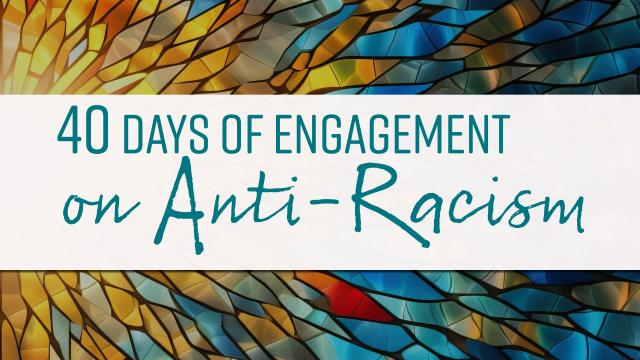 40 DAYS OF ENGAGEMENT
on Anti-Racism